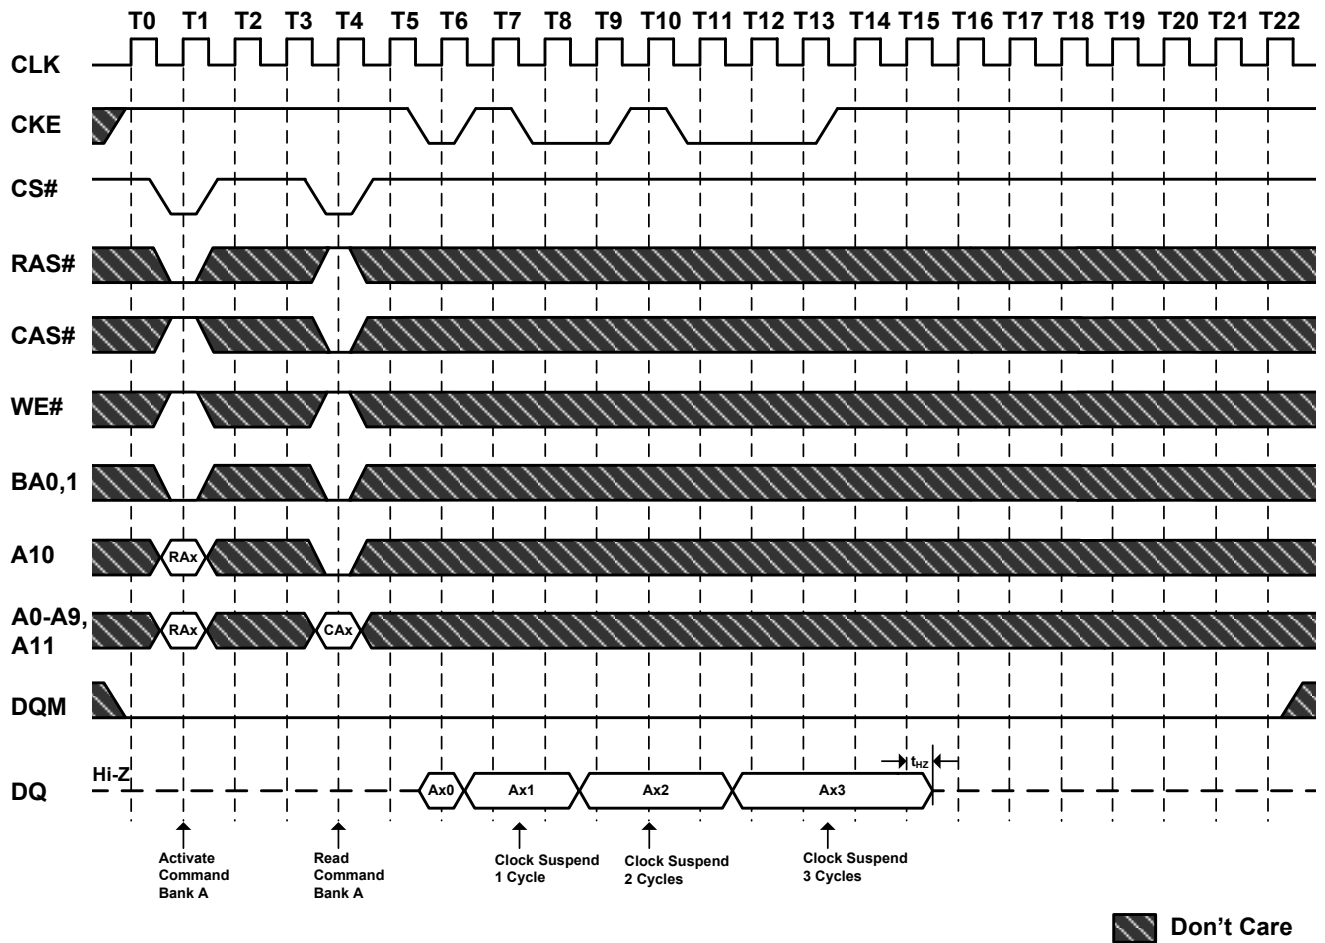 T0 T1 T2 T3 T4 T5 T6 T7 T8 T9 T10 T11 T12 T13 T14 T15 T16 T17 T18 T19 T20 T21 T22
CLK
CKE
CS#
RAS#
CAS#
WE#
BA0,1
A10
RAx
A0-A9,
A11
RAx
CAx
DQM
Hi-Z
tHZ
DQ
Ax0
Ax1
Ax2
Ax3
Activate
Command
Bank A
Read
Command
Bank A
Clock Suspend
1 Cycle
Clock Suspend
2 Cycles
Clock Suspend
3 Cycles
Don't Care